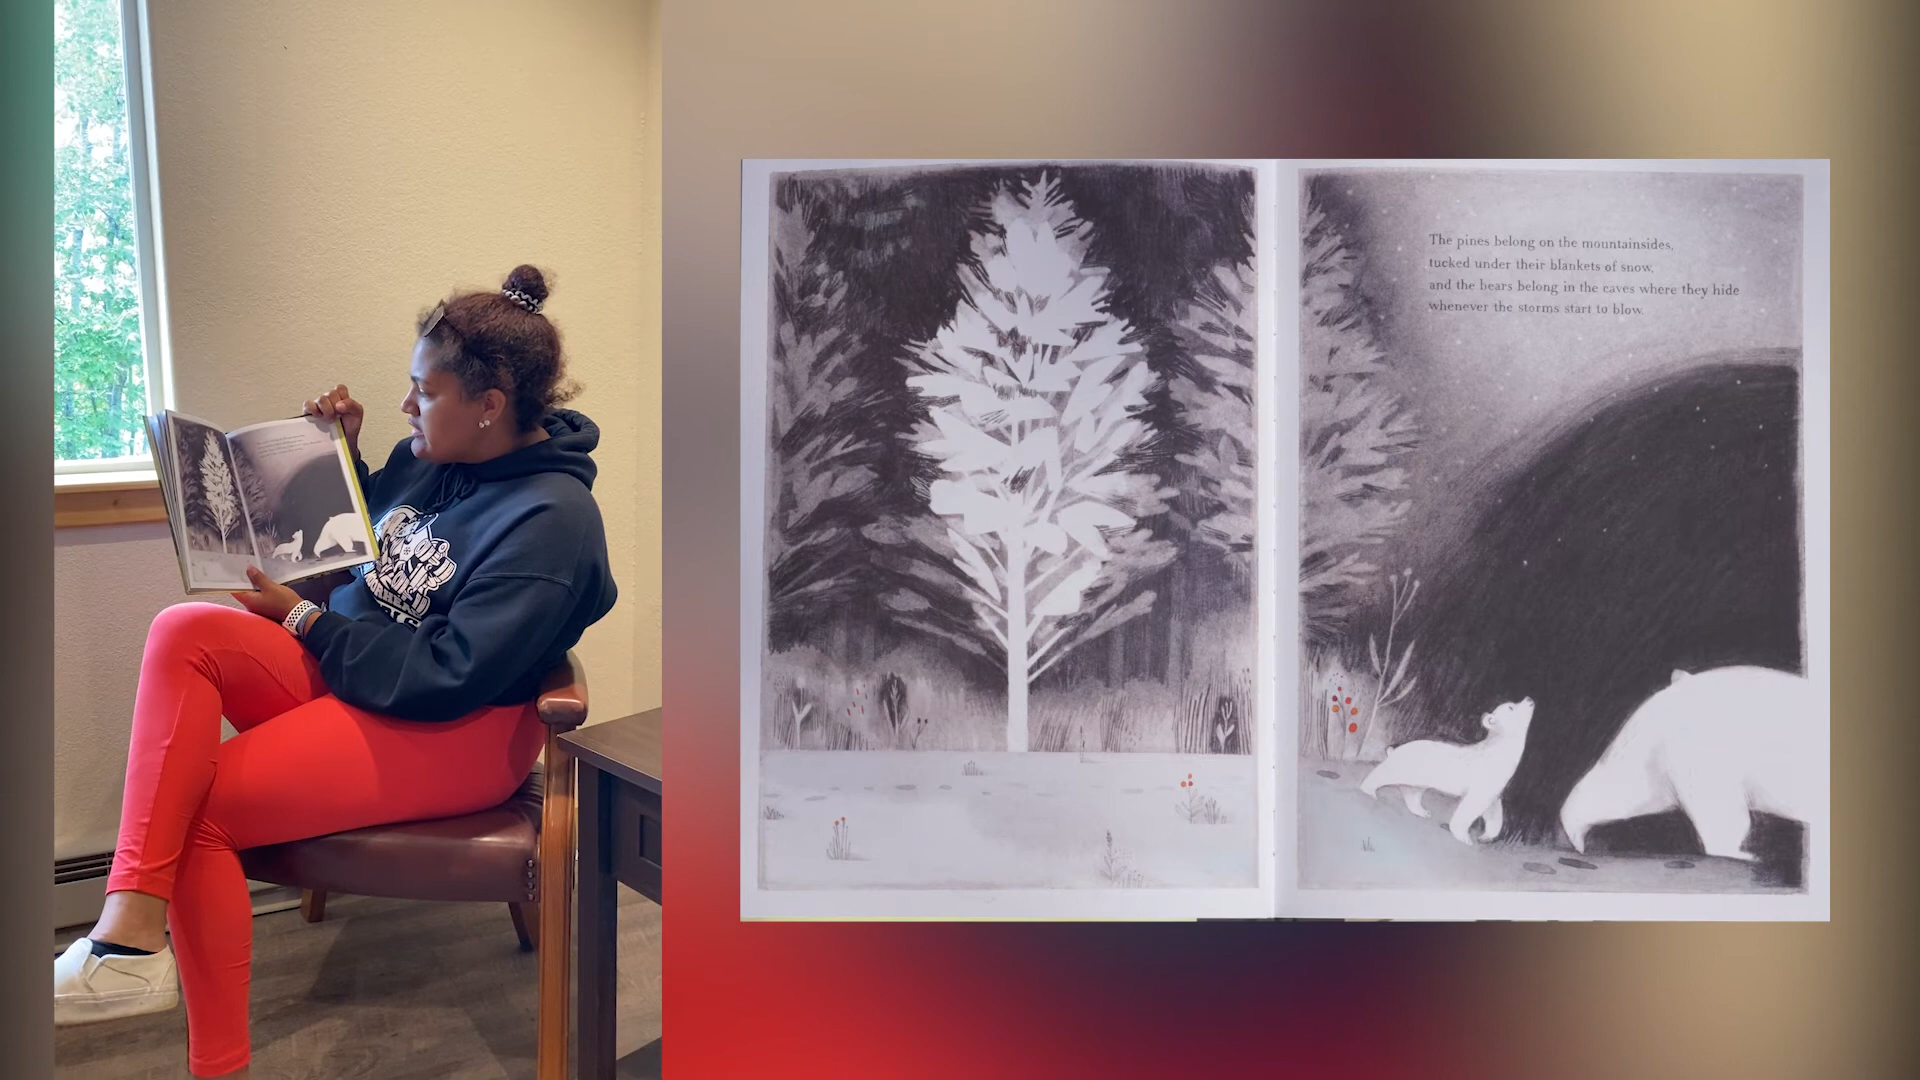 The pines belong on the mountainsides,
tucked under their blankets of snow,
and the bears belong in the caves where they hide
whenever the storms start to blow.